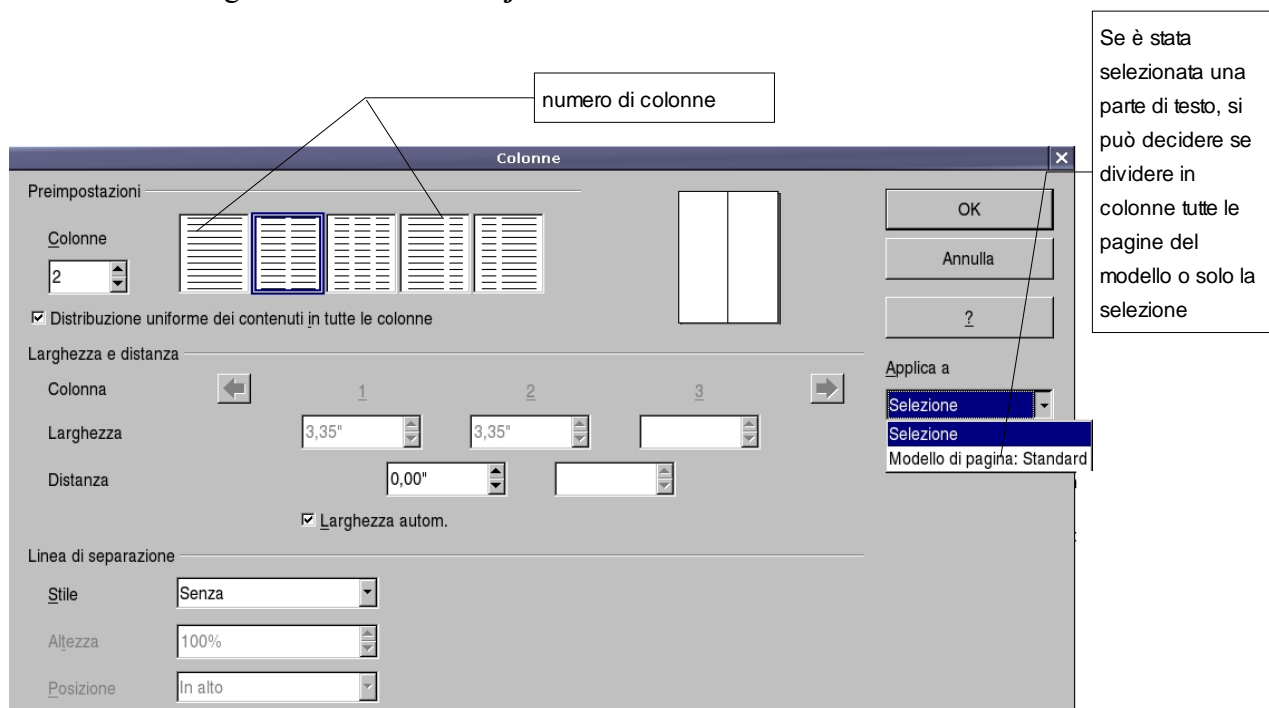 numero di colonne
Se è stata
selezionata una
parte di testo, si
può decidere se
dividere in
colonne tutte le
pagine del
modello o solo la
selezione
Colonne
Preimpostazioni
Colonne
2
Distribuzione uniforme dei contenuti in tutte le colonne
OK
Annulla
?
Larghezza e distanza
Colonna 1 2 3
Larghezza 3,35" 3,35"
Distanza 0,00"
Larghezza autom.
Applica a
Selezione
Selezione
Modello di pagina: Standard
Linea di separazione
Stile Senza
Altezza 100%
Posizione In alto